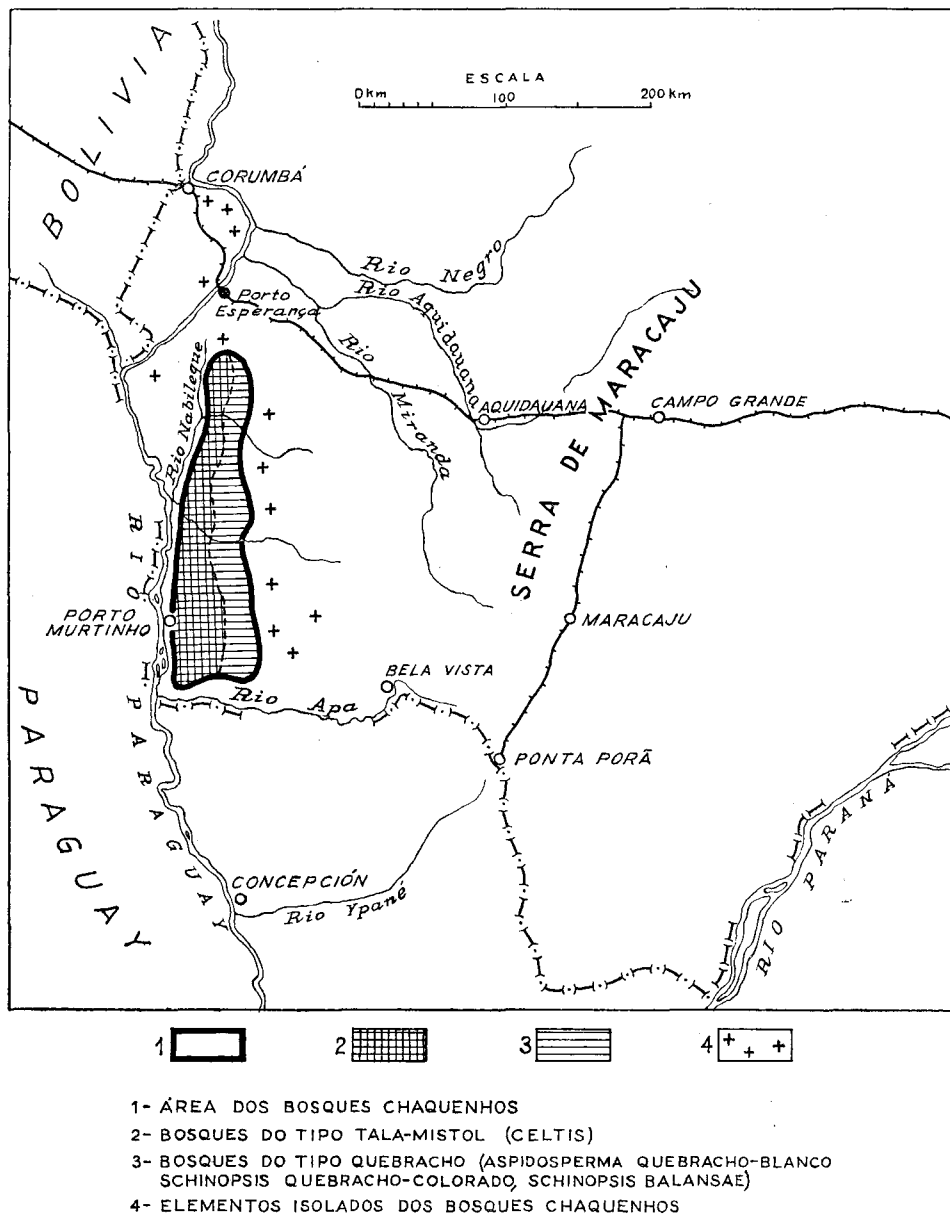 ESCALA
0km 100 200 km
BOLIVIA
CORUMBÁ
Rio Negro
Porto
Esperança
Rio Aquidauana
Rio Miranda
Rio Nabileque
AQUIDAUANA
CAMPO GRANDE
SERRA DE MARACAJU
PORTO
MURTINHO
MARACAJU
BELA VISTA
Rio Apa
RIO PARAGUAY
PARAGUAY
PONTA PORÃ
CONCEPCIÓN
Rio Ypané
RIO PARANA
1 2 3 4
1- ÁREA DOS BOSQUES CHAQUENHOS
2- BOSQUES DO TIPO TALA-MISTOL (CELTIS)
3- BOSQUES DO TIPO QUEBRACHO (ASPIDOSPERMA QUEBRACHO-BLANCO
SCHINOPSIS QUEBRACHO-COLORADO, SCHINOPSIS BALANSAE)
4- ELEMENTOS ISOLADOS DOS BOSQUES CHAQUENHOS